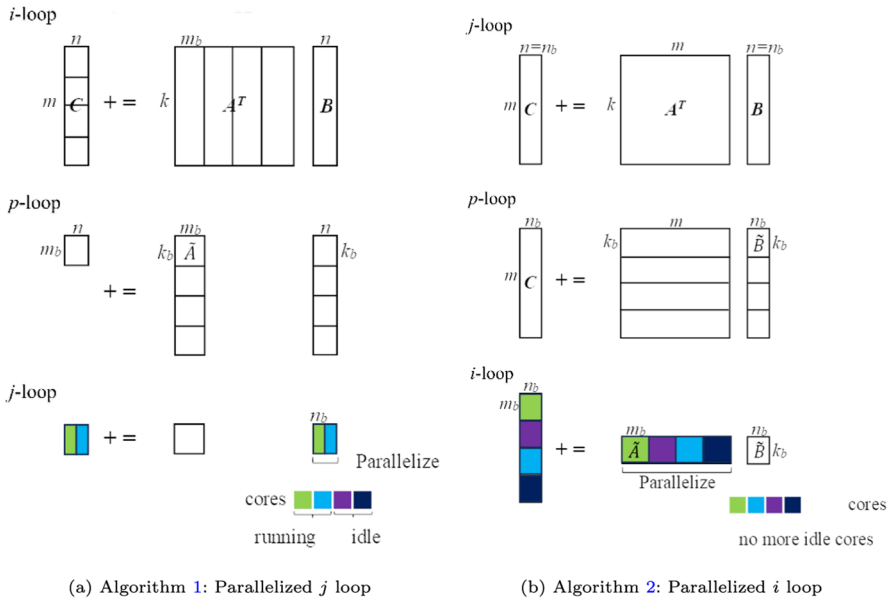 i-loop
n
m_b
n
m
C
+ =
k
A^T
B
p-loop
n
m_b
n
m_b
k_b
Ã
k_b
+ =
j-loop
+ =
n_b
Parallelize
cores
running
idle
(a) Algorithm 1: Parallelized j loop
j-loop
n=n_b
m
n=n_b
m
C
+ =
k
A^T
B
p-loop
n_b
m
n_b
k_b
B̃
k_b
m
C
+ =
i-loop
n_b
m_b
m_b
n_b
+ =
Ã
B̃
k_b
Parallelize
cores
no more idle cores
(b) Algorithm 2: Parallelized i loop